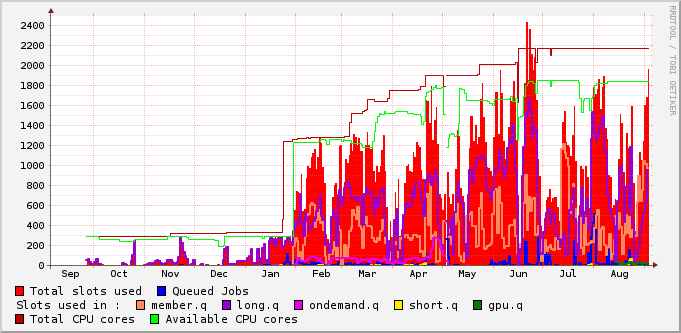 2400
2200
2000
1800
1600
1400
1200
1000
800
600
400
200
0
Sep Oct Nov Dec Jan Feb Mar Apr May Jun Jul Aug
RRDTOOL / TOBI OETIKER
Total slots used Queued Jobs
Slots used in : member.q long.q ondemand.q short.q gpu.q
Total CPU cores Available CPU cores